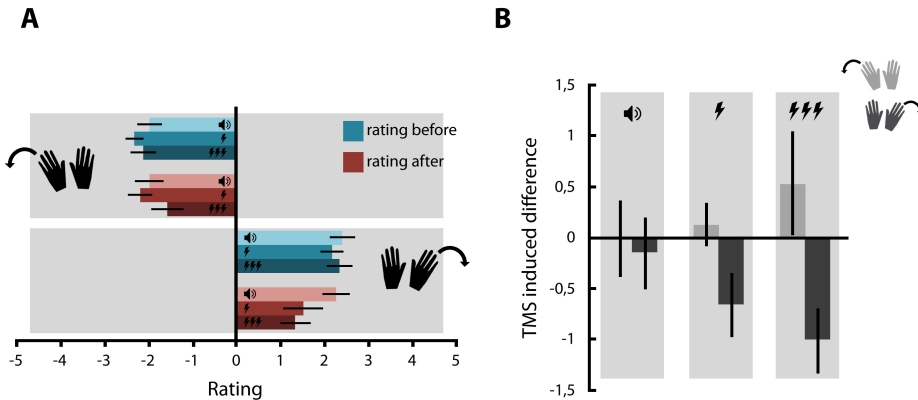 A
rating before
rating after
-5 -4 -3 -2 -1 0 1 2 3 4 5
Rating
B
TMS induced difference
1,5
1
0,5
0
-0,5
-1
-1,5